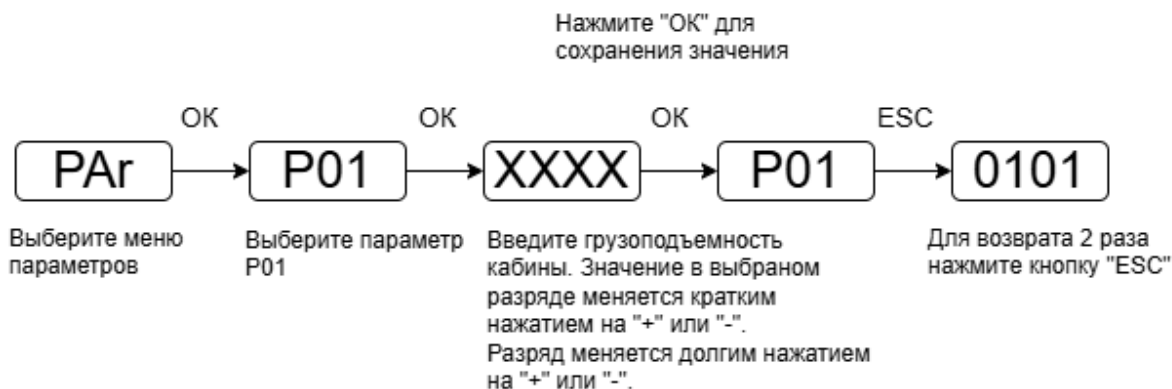 Нажмите "ОК" для
сохранения значения
ОК
ОК
ОК
ESC
PAr
P01
XXXX
P01
0101
Выберите меню
параметров
Выберите параметр
P01
Введите грузоподъемность
кабины. Значение в выбраном
разряде меняется кратким
нажатием на "+" или "-".
Разряд меняется долгим нажатием
на "+" или "-".
Для возврата 2 раза
нажмите кнопку "ESC"